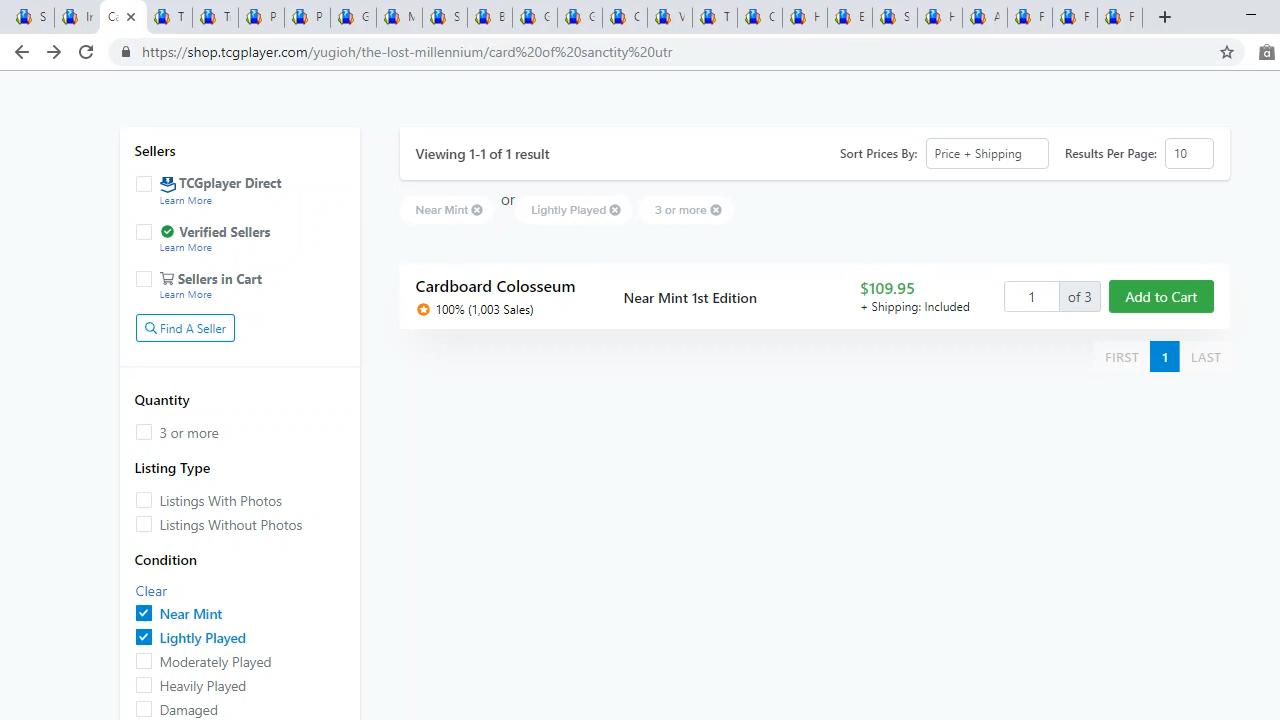 S In Ca T T P P G M S B C C C V T C H E S H A F F F
https://shop.tcgplayer.com/yugioh/the-lost-millennium/card%20of%20sanctity%20utr
Sellers
TCGplayer Direct
Learn More
Verified Sellers
Learn More
Sellers in Cart
Learn More
Find A Seller
Quantity
3 or more
Listing Type
Listings With Photos
Listings Without Photos
Condition
Clear
Near Mint
Lightly Played
Moderately Played
Heavily Played
Damaged
Viewing 1-1 of 1 result
Sort Prices By: Price + Shipping Results Per Page: 10
Near Mint or Lightly Played 3 or more
Cardboard Colosseum
100% (1,003 Sales)
Near Mint 1st Edition
$109.95
+ Shipping: Included
1 of 3 Add to Cart
FIRST 1 LAST